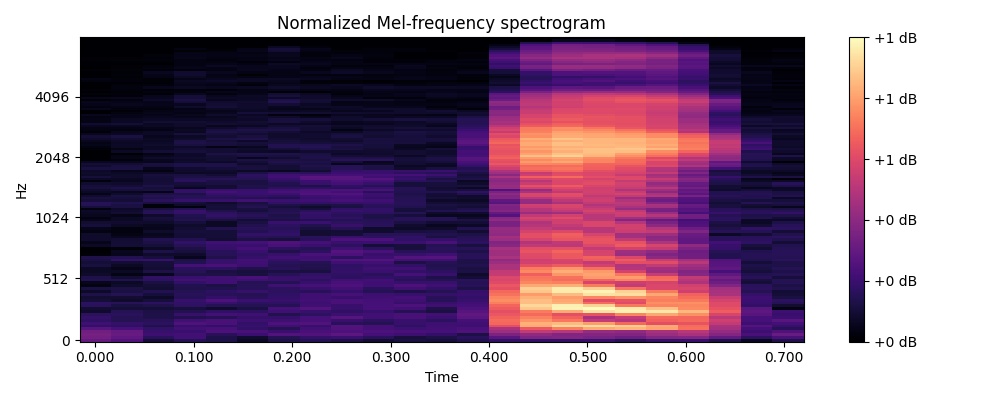 Normalized Mel-frequency spectrogram
Hz
4096
2048
1024
512
0
0.000 0.100 0.200 0.300 0.400 0.500 0.600 0.700
Time
+1 dB
+1 dB
+1 dB
+0 dB
+0 dB
+0 dB